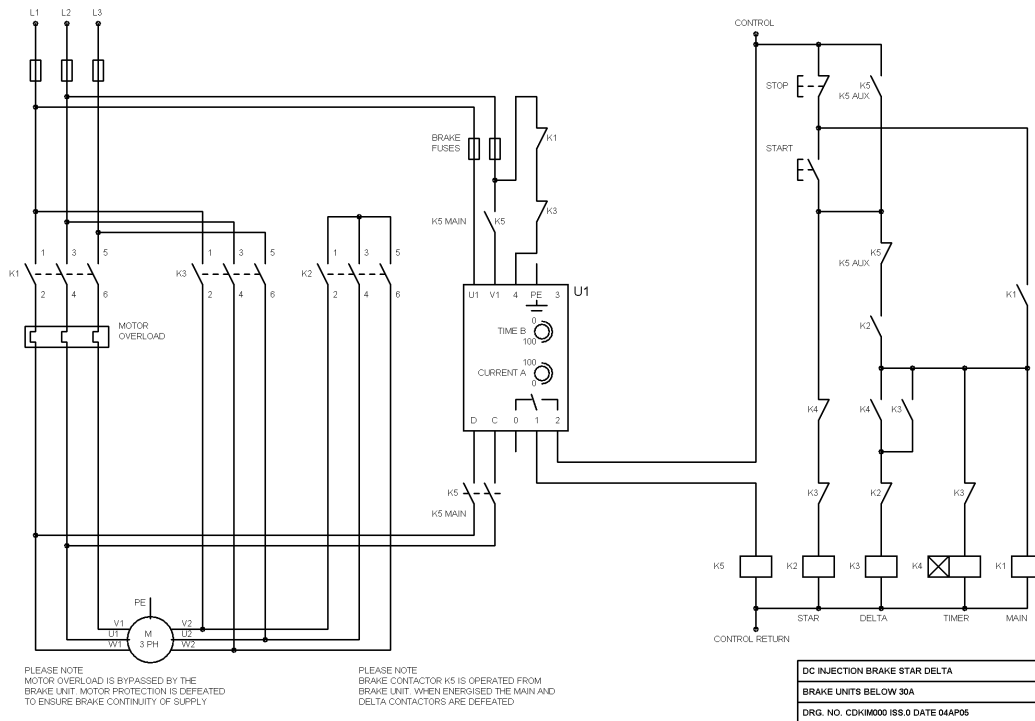 L1 L2 L3
CONTROL
STOP
K5
K5 AUX
BRAKE
FUSES
K1
START
K5 MAIN
K5
K3
K5
K5 AUX
1 3 5
1 3 5
1 3 5
K1
K3
K2
2 4 6
2 4 6
2 4 6
U1 V1 4 PE 3
U1
K1
MOTOR
OVERLOAD
0
TIME B
100
K2
100
CURRENT A
0
K4
K4
K3
D C 0 1 2
K5
K5 MAIN
K3
K2
K3
K5
K2
K3
K4
K1
PE
V1
U1
W1
M
3 PH
V2
U2
W2
STAR
DELTA
TIMER
MAIN
CONTROL RETURN
PLEASE NOTE
MOTOR OVERLOAD IS BYPASSED BY THE
BRAKE UNIT. MOTOR PROTECTION IS DEFEATED
TO ENSURE BRAKE CONTINUITY OF SUPPLY
PLEASE NOTE
BRAKE CONTACTOR K5 IS OPERATED FROM
BRAKE UNIT. WHEN ENERGISED THE MAIN AND
DELTA CONTACTORS ARE DEFEATED
DC INJECTION BRAKE STAR DELTA
BRAKE UNITS BELOW 30A
DRG. NO. CDKIM000 ISS.0 DATE 04AP05